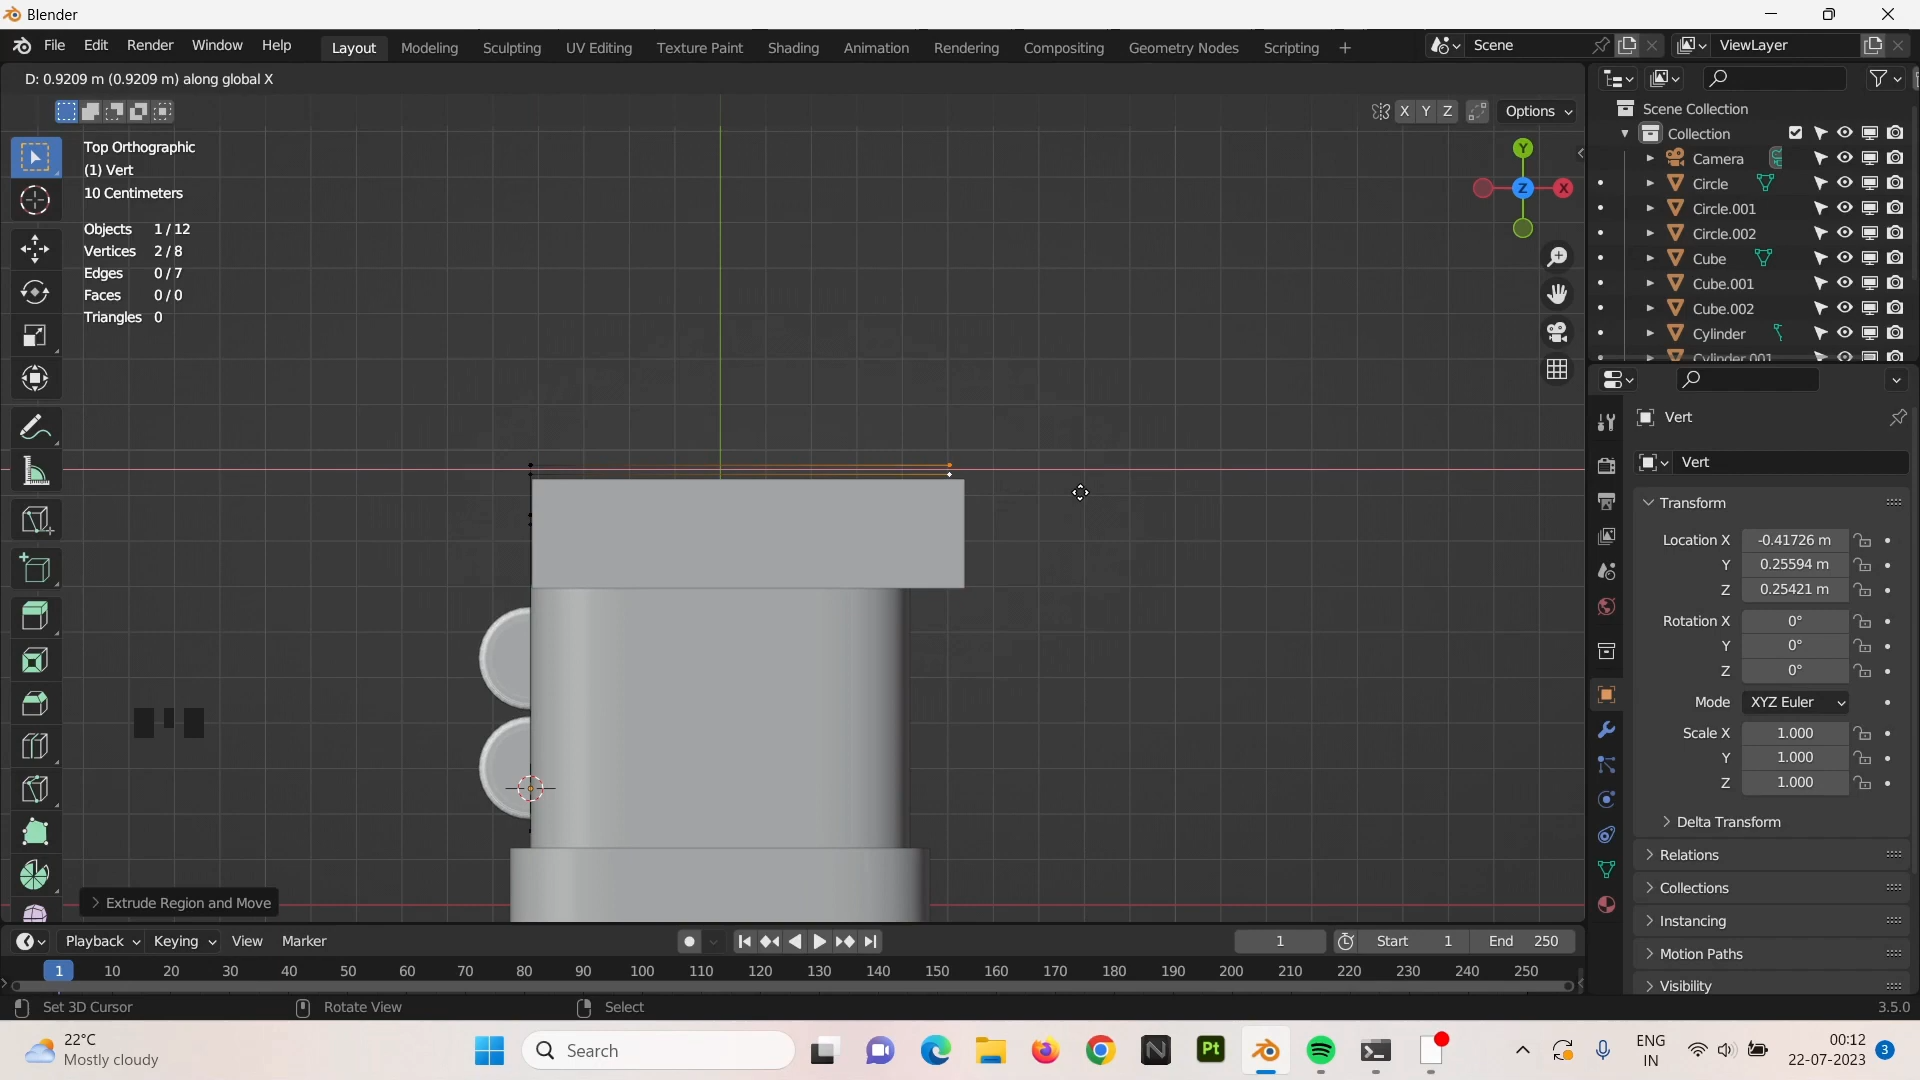 Blender
File Edit Render Window Help Layout Modeling Sculpting UV Editing Texture Paint Shading Animation Rendering Compositing Geometry Nodes Scripting + Scene ViewLayer
D: 0.9209 m (0.9209 m) along global X
X Y Z Options
Top Orthographic
(1) Vert
10 Centimeters
Objects 1 / 12
Vertices 2 / 8
Edges 0 / 7
Faces 0 / 0
Triangles 0
Y
Z X
Scene Collection
Collection
Camera
Circle
Circle.001
Circle.002
Cube
Cube.001
Cube.002
Cylinder
Cylinder.001
Vert
Vert
Transform
Location X -0.41726 m
Y 0.25594 m
Z 0.25421 m
Rotation X 0°
Y 0°
Z 0°
Mode XYZ Euler
Scale X 1.000
Y 1.000
Z 1.000
Delta Transform
Relations
Collections
Instancing
Motion Paths
Visibility
Extrude Region and Move
Playback Keying View Marker 1 Start 1 End 250
1 10 20 30 40 50 60 70 80 90 100 110 120 130 140 150 160 170 180 190 200 210 220 230 240 250
Set 3D Cursor Rotate View Select 3.5.0
22°C
Mostly cloudy
Search
Pt
ENG
IN
00:12
22-07-2023
3